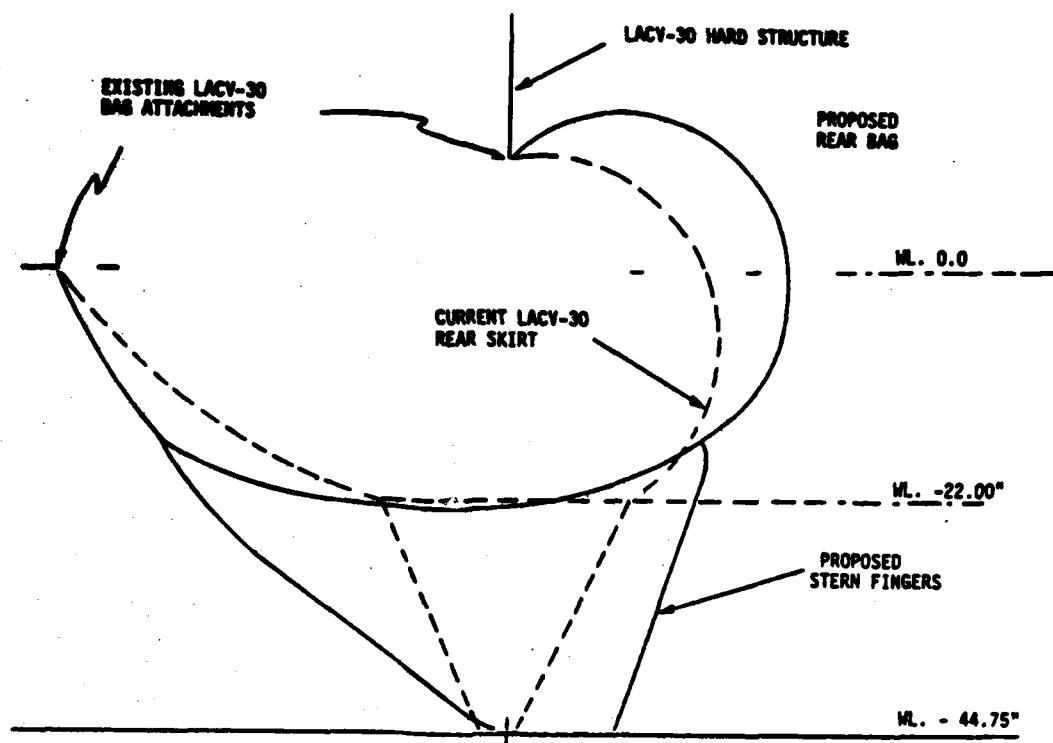 LACV-30 HARD STRUCTURE
EXISTING LACV-30
BAG ATTACHMENTS
PROPOSED
REAR BAG
WL. 0.0
CURRENT LACV-30
REAR SKIRT
WL. -22.00"
PROPOSED
STERN FINGERS
WL. - 44.75"